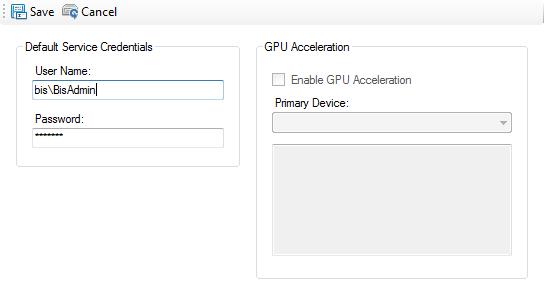 Save Cancel
Default Service Credentials
User Name:
bis\BisAdmin
Password:
*******
GPU Acceleration
Enable GPU Acceleration
Primary Device: